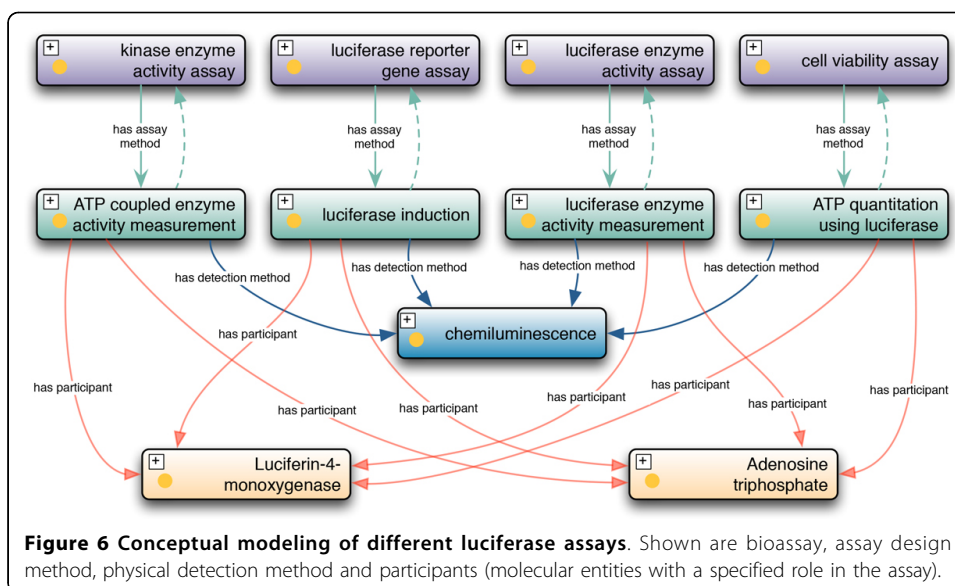 kinase enzyme
activity assay
luciferase reporter
gene assay
luciferase enzyme
activity assay
cell viability assay
has assay
method
has assay
method
has assay
method
has assay
method
ATP coupled enzyme
activity measurement
luciferase induction
luciferase enzyme
activity measurement
ATP quantitation
using luciferase
has detection method
has detection method
has detection method
has detection method
chemiluminescence
has participant
has participant
has participant
has participant
has participant
has participant
has participant
has participant
Luciferin-4-
monoxygenase
Adenosine
triphosphate
Figure 6 Conceptual modeling of different luciferase assays. Shown are bioassay, assay design
method, physical detection method and participants (molecular entities with a specified role in the assay).